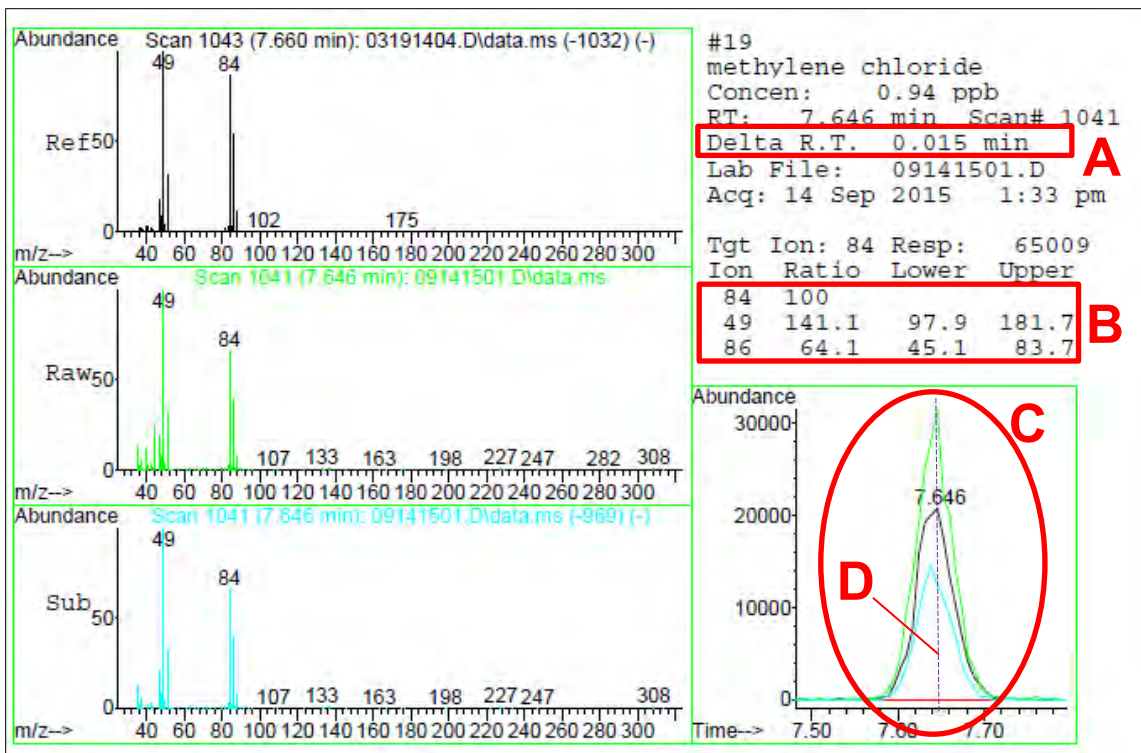 Abundance
Scan 1043 (7.660 min): 03191404.D\data.ms (-1032) (-)
49
84
Ref
50
102
175
0
m/z-->
40 60 80 100 120 140 160 180 200 220 240 260 280 300
Abundance
Scan 1041 (7.646 min): 09141501.D\data.ms
49
84
Raw
50
107 133 163 198 227 247 282 308
0
m/z-->
40 60 80 100 120 140 160 180 200 220 240 260 280 300
Abundance
Scan 1041 (7.646 min): 09141501.D\data.ms (-969) (-)
49
84
Sub
50
107 133 163 198 227 247 308
0
m/z-->
40 60 80 100 120 140 160 180 200 220 240 260 280 300
#19
methylene chloride
Concen: 0.94 ppb
RT: 7.646 min Scan# 1041
Delta R.T. 0.015 min
A
Lab File: 09141501.D
Acq: 14 Sep 2015 1:33 pm
Tgt Ion: 84 Resp: 65009
Ion Ratio Lower Upper
84 100
49 141.1 97.9 181.7
86 64.1 45.1 83.7
B
Abundance
30000
C
7.646
20000
D
10000
0
Time-->
7.50 7.60 7.70